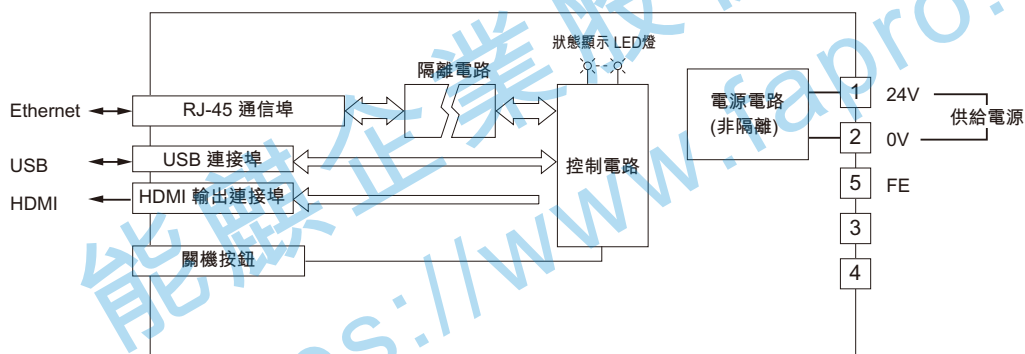 狀態顯示 LED燈
隔離電路
Ethernet
RJ-45 通信埠
電源電路
(非隔離)
1
24V
供給電源
2
0V
USB
USB 連接埠
控制電路
5
FE
HDMI
HDMI 輸出連接埠
3
關機按鈕
4
能麒企業股
https://www.fapro.